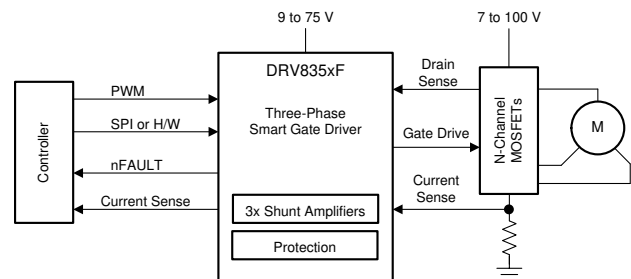 9 to 75 V
7 to 100 V
DRV835xF
Three-Phase
Smart Gate Driver
3x Shunt Amplifiers
Protection
Controller
PWM
SPI or H/W
nFAULT
Current Sense
Drain
Sense
Gate Drive
Current
Sense
N-Channel
MOSFETs
M